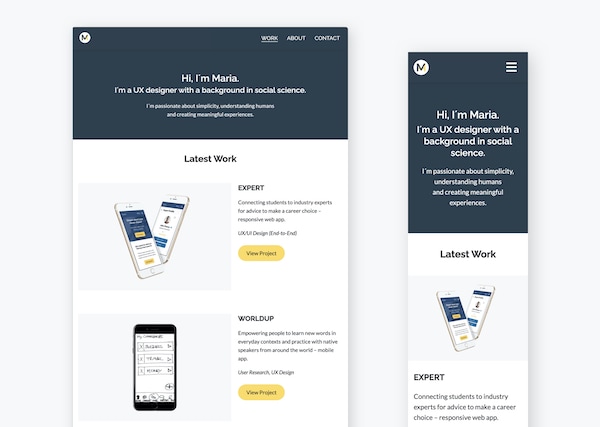 WORK ABOUT CONTACT
Hi, I´m Maria.
I´m a UX designer with a background in social science.
I´m passionate about simplicity, understanding humans
and creating meaningful experiences.
Latest Work
EXPERT
Connecting students to industry experts
for advice to make a career choice –
responsive web app.
UX/UI Design (End-to-End)
View Project
WORLDUP
Empowering people to learn new words in
everyday contexts and practice with native
speakers from around the world – mobile
app.
User Research, UX Design
View Project
M
Hi, I´m Maria.
I´m a UX designer with a
background in social
science.
I´m passionate about simplicity,
understanding humans
and creating meaningful
experiences.
Latest Work
EXPERT
Connecting students to industry
experts for advice to make a
career choice – responsive
web app.